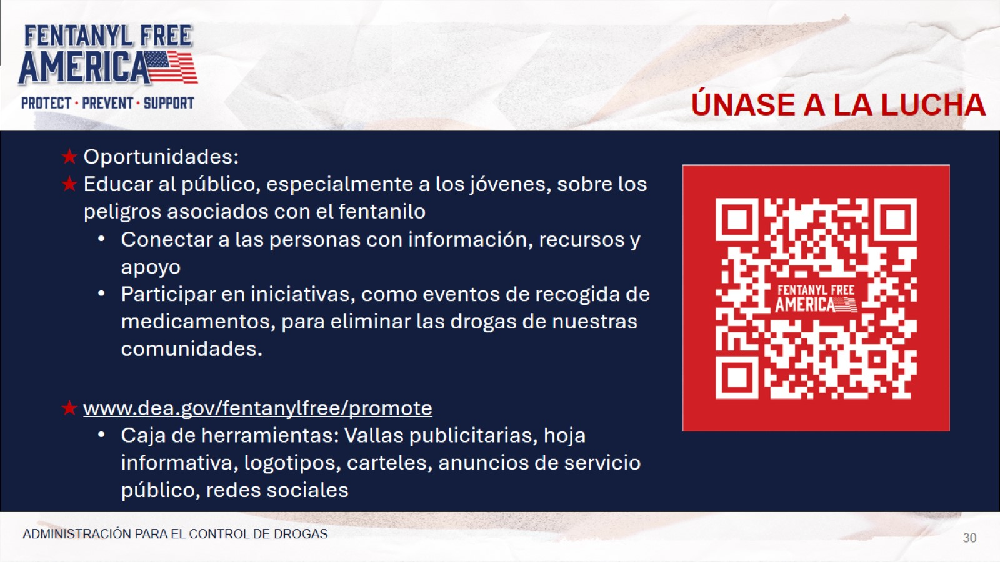 FENTANYL FREE
AMERICA
PROTECT · PREVENT · SUPPORT
ÚNASE A LA LUCHA
★ Oportunidades:
★ Educar al público, especialmente a los jóvenes, sobre los
peligros asociados con el fentanilo
• Conectar a las personas con información, recursos y
apoyo
• Participar en iniciativas, como eventos de recogida de
medicamentos, para eliminar las drogas de nuestras
comunidades.
★ www.dea.gov/fentanylfree/promote
• Caja de herramientas: Vallas publicitarias, hoja
informativa, logotipos, carteles, anuncios de servicio
público, redes sociales
FENTANYL FREE
AMERICA
ADMINISTRACIÓN PARA EL CONTROL DE DROGAS
30